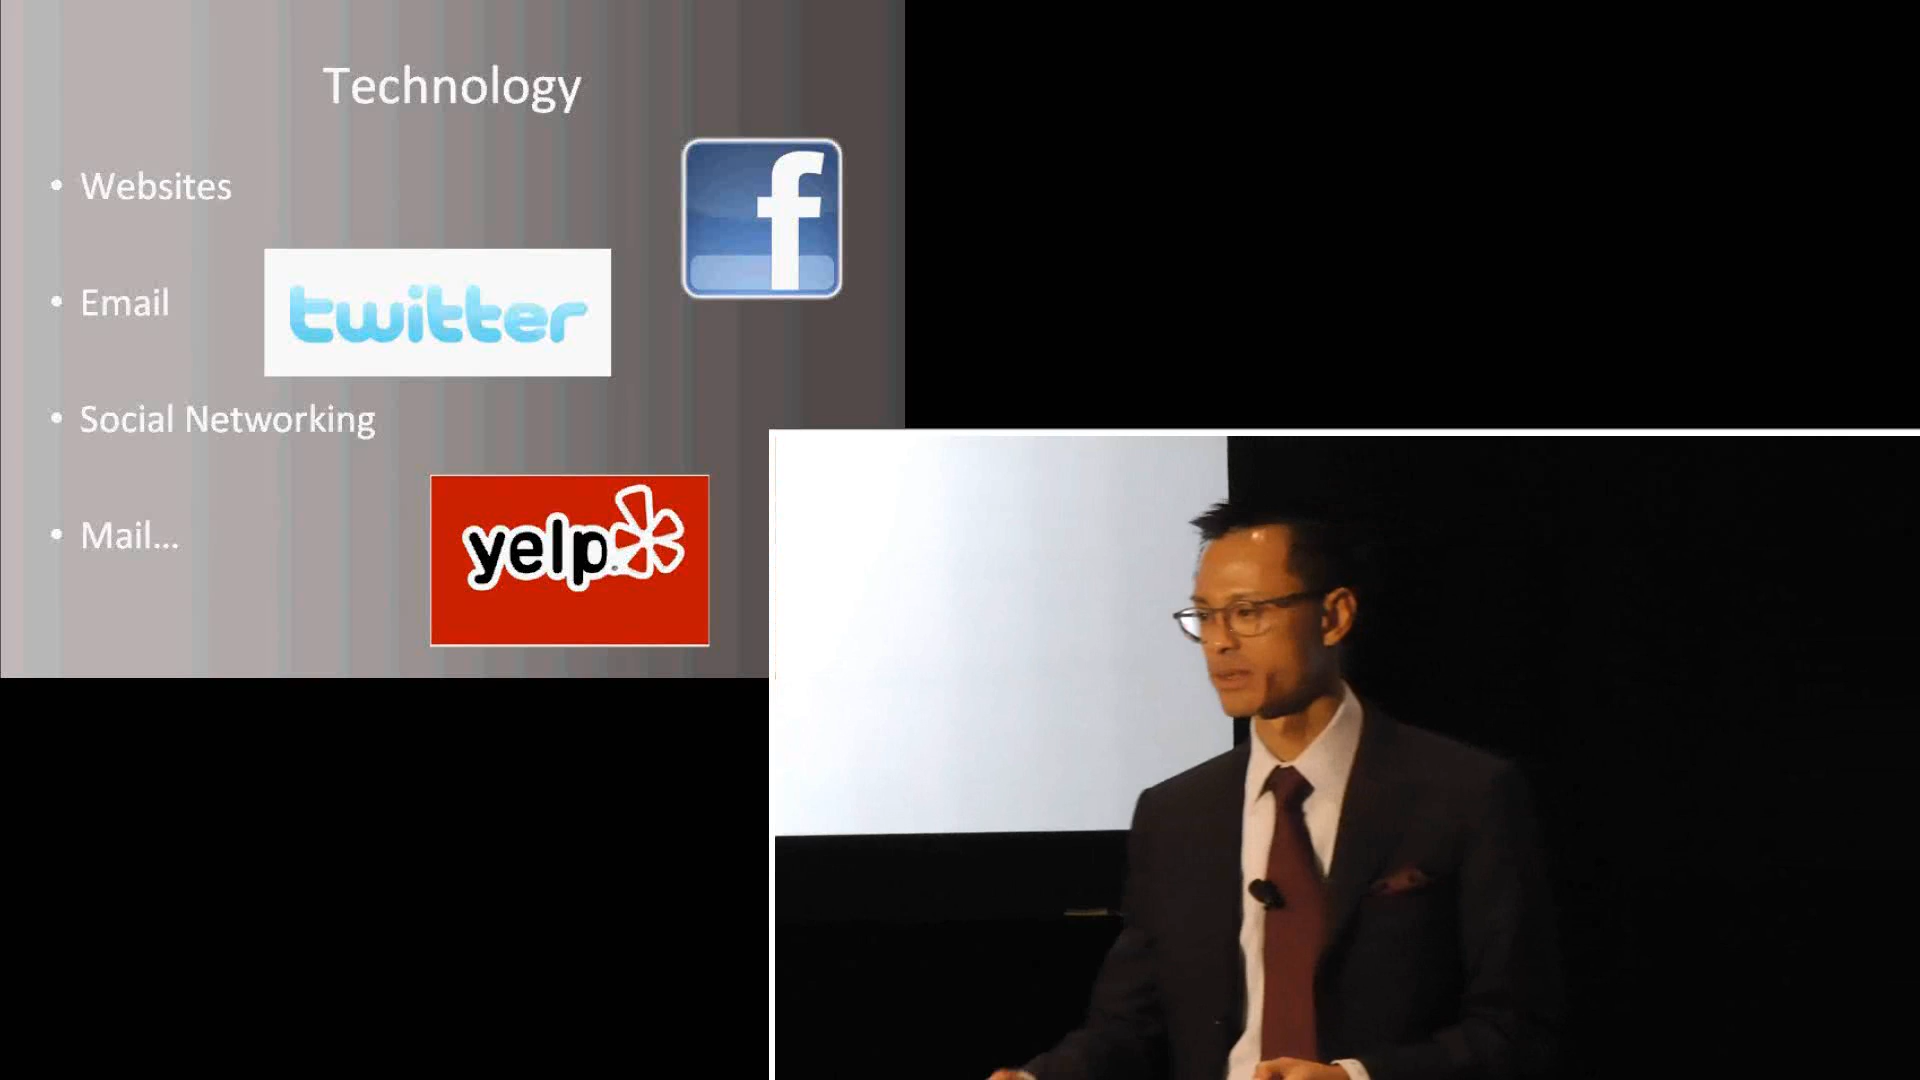 Technology
• Websites
f
• Email
twitter
• Social Networking
• Mail...
yelp